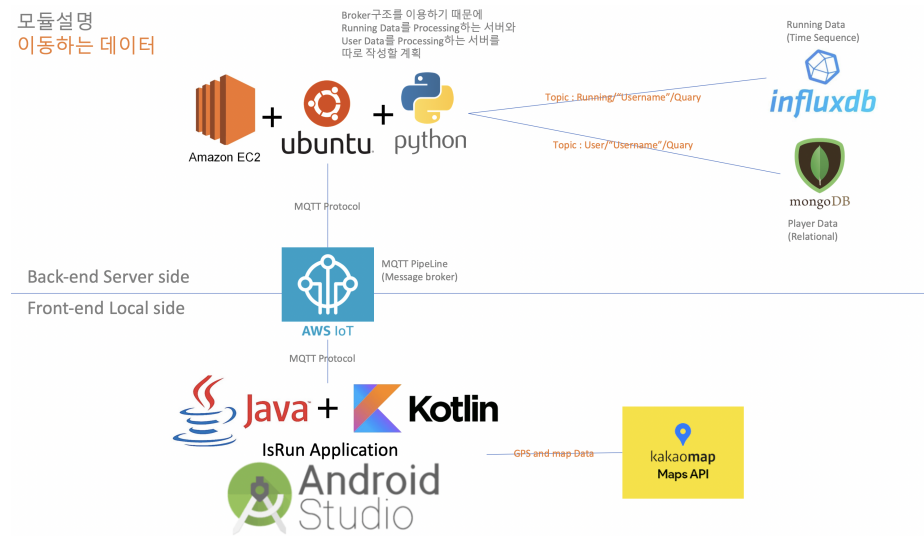 모듈설명
이동하는 데이터
Broker구조를 이용하기 때문에
Running Data를 Processing하는 서버와
User Data를 Processing하는 서버를
따로 작성할 계획
Running Data
(Time Sequence)
influxdb
Amazon EC2
+
ubuntu
+
python
Topic : Running/“Username”/Quary
Topic : User/“Username”/Quary
mongoDB
Player Data
(Relational)
MQTT Protocol
MQTT PipeLine
(Message broker)
Back-end Server side
Front-end Local side
AWS IoT
MQTT Protocol
Java
+
Kotlin
IsRun Application
Android
Studio
GPS and map Data
kakaomap
Maps API